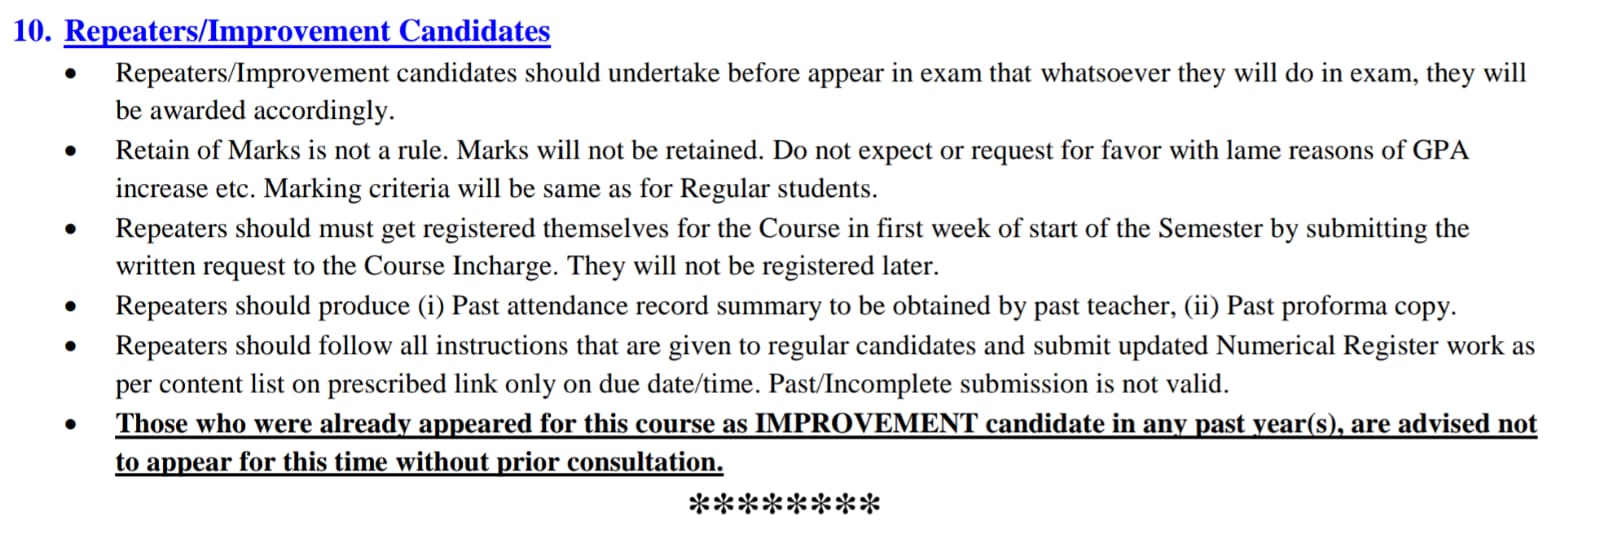 10. Repeaters/Improvement Candidates
• Repeaters/Improvement candidates should undertake before appear in exam that whatsoever they will do in exam, they will
be awarded accordingly.
• Retain of Marks is not a rule. Marks will not be retained. Do not expect or request for favor with lame reasons of GPA
increase etc. Marking criteria will be same as for Regular students.
• Repeaters should must get registered themselves for the Course in first week of start of the Semester by submitting the
written request to the Course Incharge. They will not be registered later.
• Repeaters should produce (i) Past attendance record summary to be obtained by past teacher, (ii) Past proforma copy.
• Repeaters should follow all instructions that are given to regular candidates and submit updated Numerical Register work as
per content list on prescribed link only on due date/time. Past/Incomplete submission is not valid.
• Those who were already appeared for this course as IMPROVEMENT candidate in any past year(s), are advised not
to appear for this time without prior consultation.
********